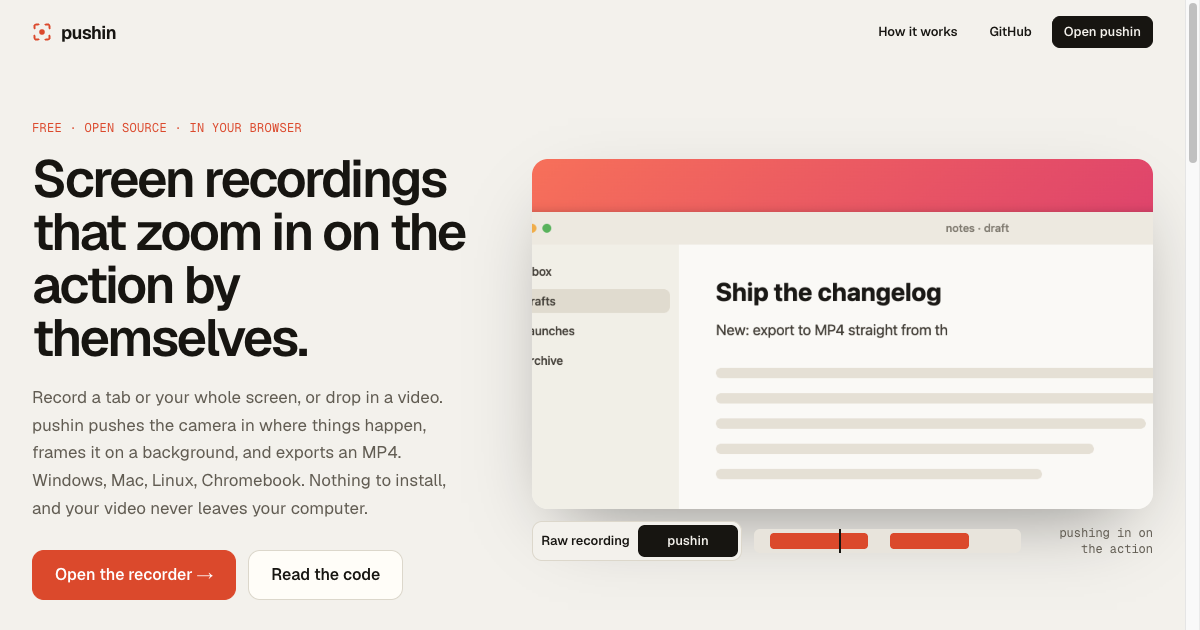 pushin
How it works
GitHub
Open pushin
FREE · OPEN SOURCE · IN YOUR BROWSER
Screen recordings
that zoom in on the
action by
themselves.
Record a tab or your whole screen, or drop in a video.
pushin pushes the camera in where things happen,
frames it on a background, and exports an MP4.
Windows, Mac, Linux, Chromebook. Nothing to install,
and your video never leaves your computer.
Open the recorder →
Read the code
notes · draft
box
rafts
aunches
rchive
Ship the changelog
New: export to MP4 straight from th
Raw recording
pushin
pushing in on
the action